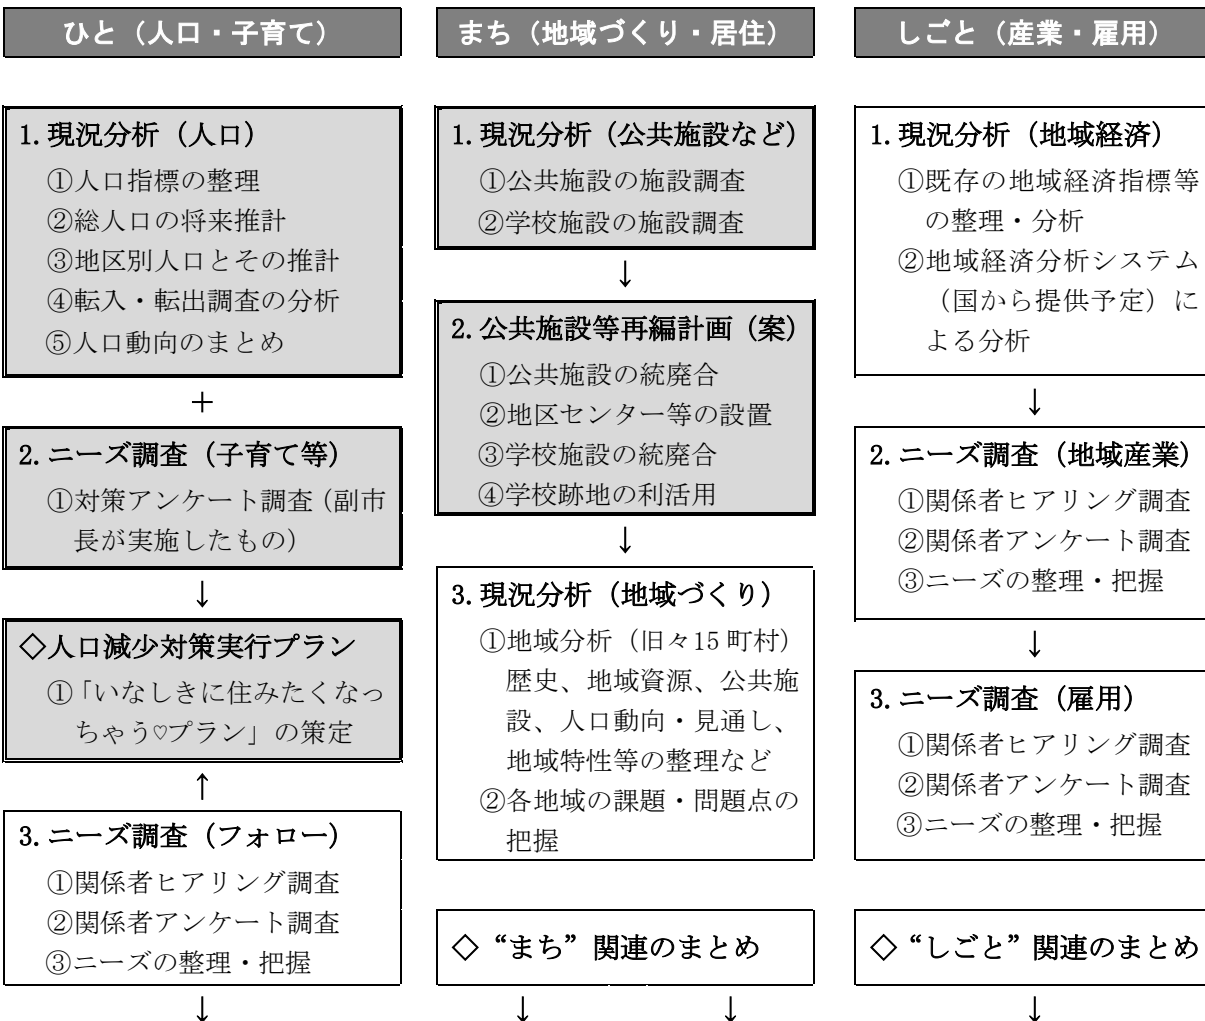 ひと（人口・子育て）
1. 現況分析（人口）
①人口指標の整理
②総人口の将来推計
③地区別人口とその推計
④転入・転出調査の分析
⑤人口動向のまとめ
＋
2. ニーズ調査（子育て等）
①対策アンケート調査（副市
長が実施したもの）
↓
◇人口減少対策実行プラン
①「いなしきに住みたくなっ
ちゃう♡プラン」の策定
↑
3. ニーズ調査（フォロー）
①関係者ヒアリング調査
②関係者アンケート調査
③ニーズの整理・把握
↓
まち（地域づくり・居住）
1. 現況分析（公共施設など）
①公共施設の施設調査
②学校施設の施設調査
↓
2. 公共施設等再編計画（案）
①公共施設の統廃合
②地区センター等の設置
③学校施設の統廃合
④学校跡地の利活用
↓
3. 現況分析（地域づくり）
①地域分析（旧々15 町村）
歴史、地域資源、公共施
設、人口動向・見通し、
地域特性等の整理など
②各地域の課題・問題点の
把握
◇“まち”関連のまとめ
↓ ↓
しごと（産業・雇用）
1. 現況分析（地域経済）
①既存の地域経済指標等
の整理・分析
②地域経済分析システム
（国から提供予定）に
よる分析
↓
2. ニーズ調査（地域産業）
①関係者ヒアリング調査
②関係者アンケート調査
③ニーズの整理・把握
↓
3. ニーズ調査（雇用）
①関係者ヒアリング調査
②関係者アンケート調査
③ニーズの整理・把握
◇“しごと”関連のまとめ
↓